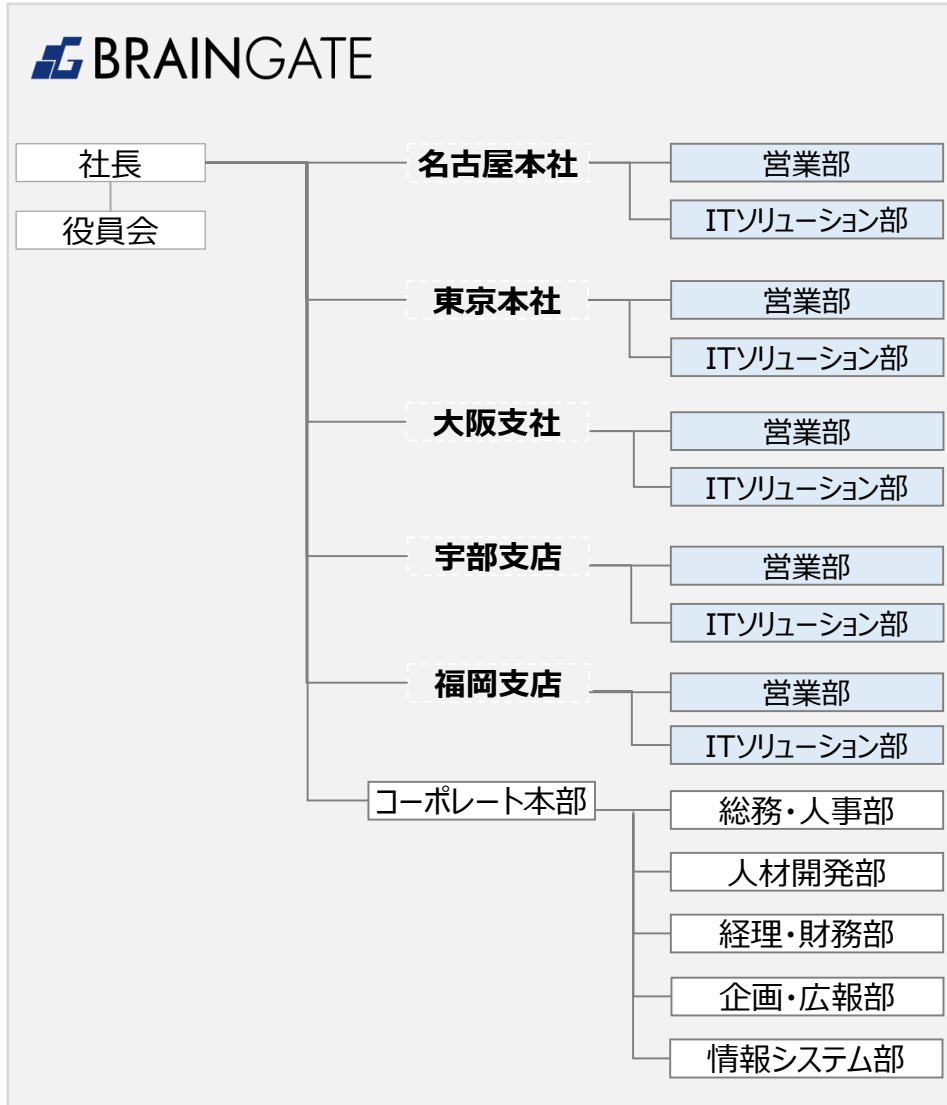 BRAINGATE
社長
役員会
名古屋本社
営業部
ITソリューション部
東京本社
営業部
ITソリューション部
大阪支社
営業部
ITソリューション部
宇部支店
営業部
ITソリューション部
福岡支店
営業部
ITソリューション部
コーポレート本部
総務・人事部
人材開発部
経理・財務部
企画・広報部
情報システム部